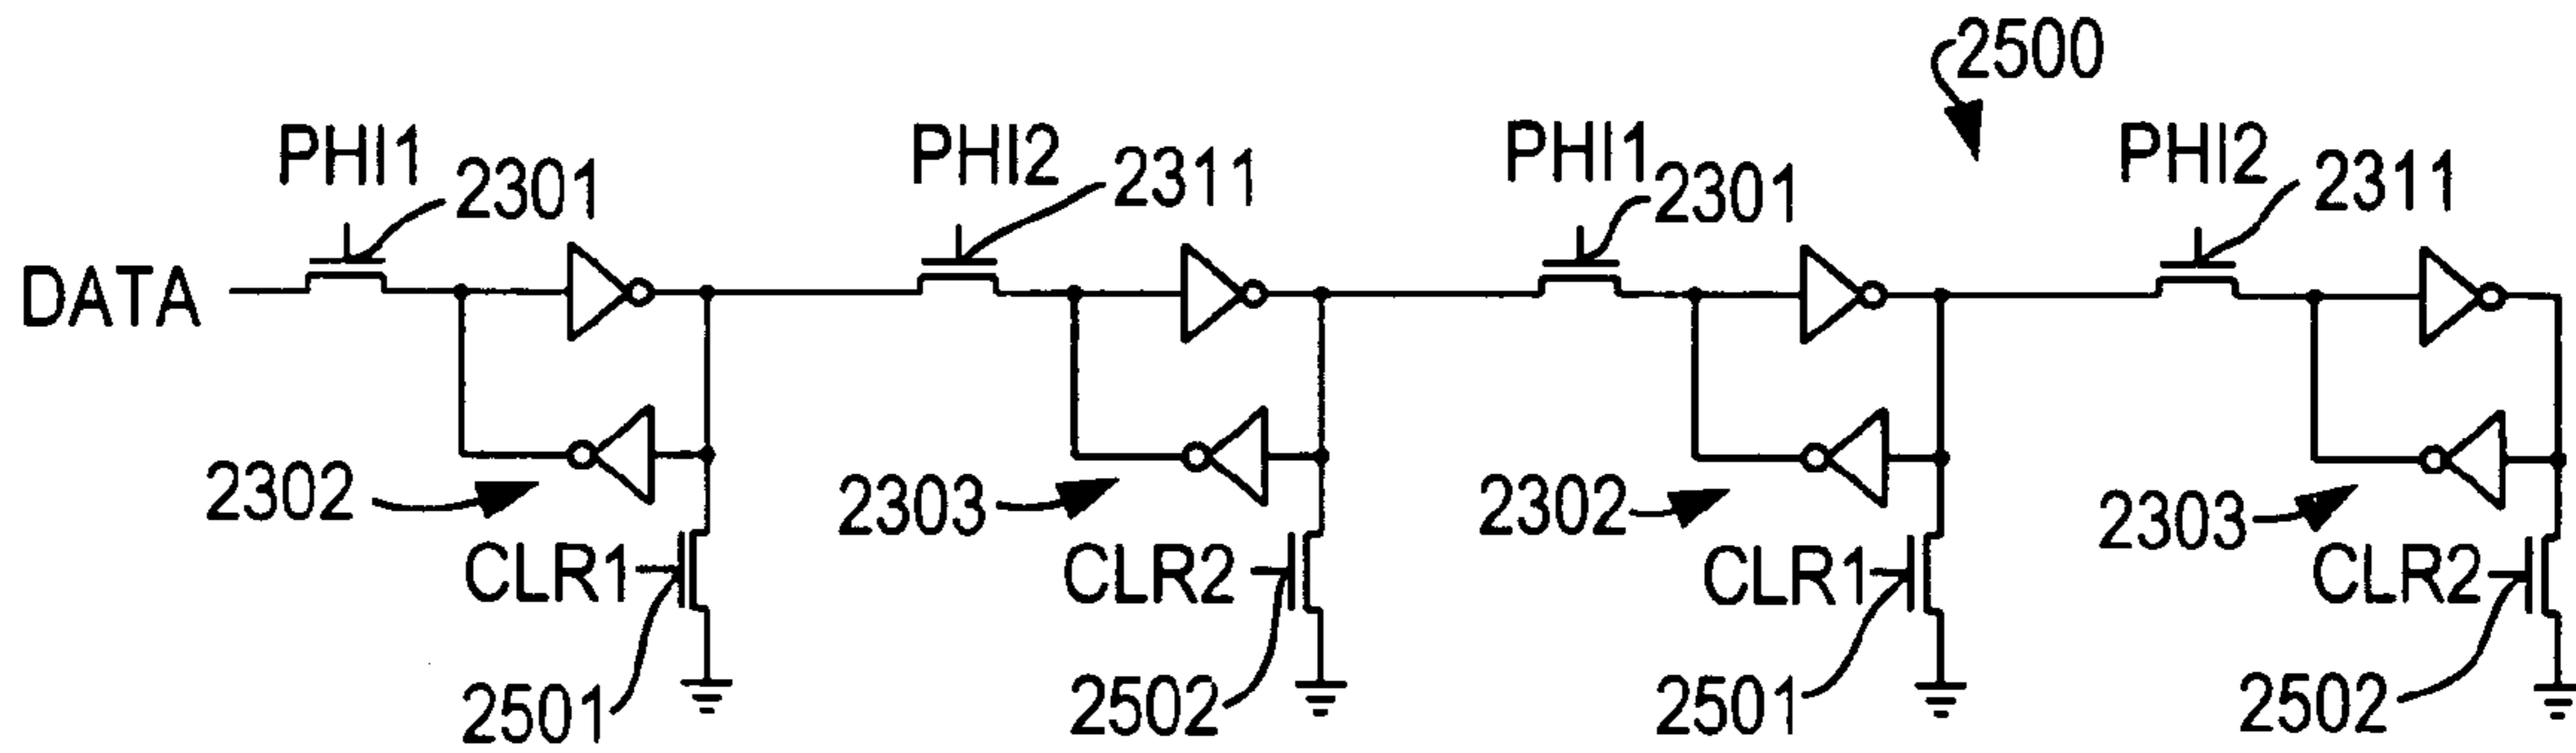 2500
PHI1 2301 PHI2 2311 PHI1 2301 PHI2 2311
DATA
2302 2303 2302 2303
CLR1 CLR2 CLR1 CLR2
2501 2502 2501 2502